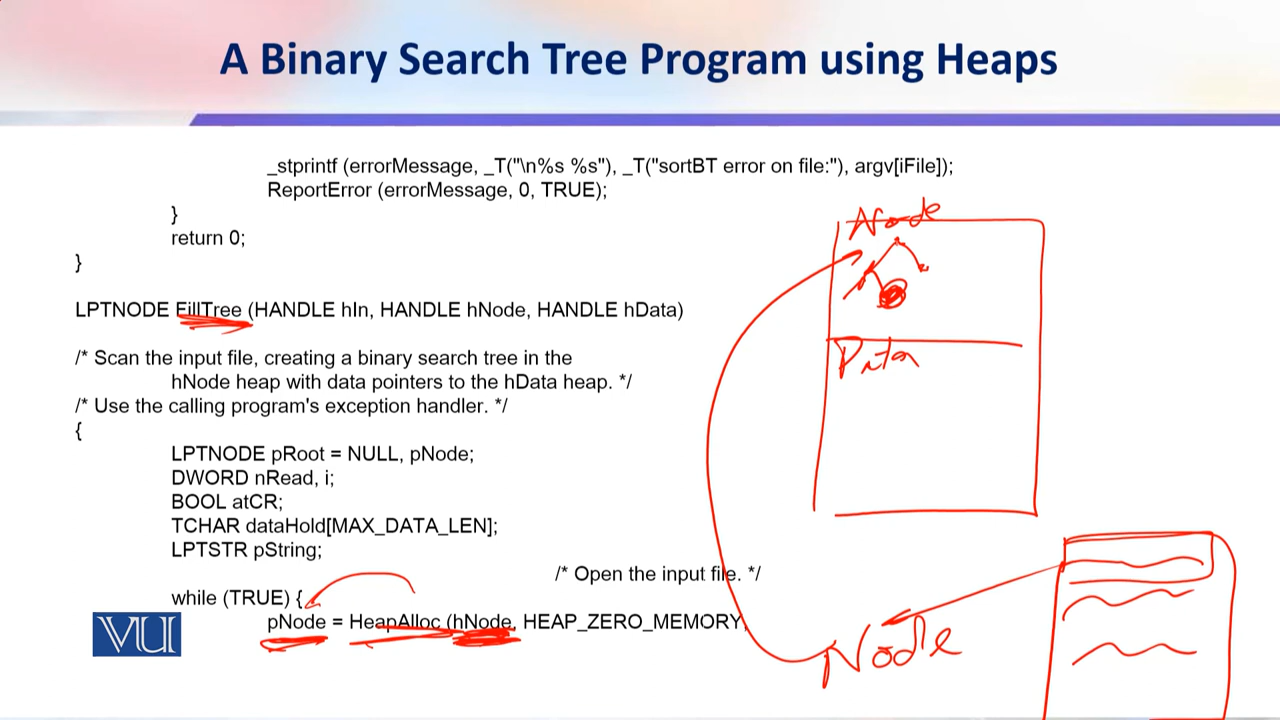 A Binary Search Tree Program using Heaps
_stprintf (errorMessage, _T("\n%s %s"), _T("sortBT error on file:"), argv[iFile]);
ReportError (errorMessage, 0, TRUE);
}
return 0;
}
LPTNODE FillTree (HANDLE hIn, HANDLE hNode, HANDLE hData)
/* Scan the input file, creating a binary search tree in the
hNode heap with data pointers to the hData heap. */
/* Use the calling program's exception handler. */
{
LPTNODE pRoot = NULL, pNode;
DWORD nRead, i;
BOOL atCR;
TCHAR dataHold[MAX_DATA_LEN];
LPTSTR pString;
/* Open the input file. */
while (TRUE) {
pNode = HeapAlloc (hNode, HEAP_ZERO_MEMORY,
VU
Node
Data
Node